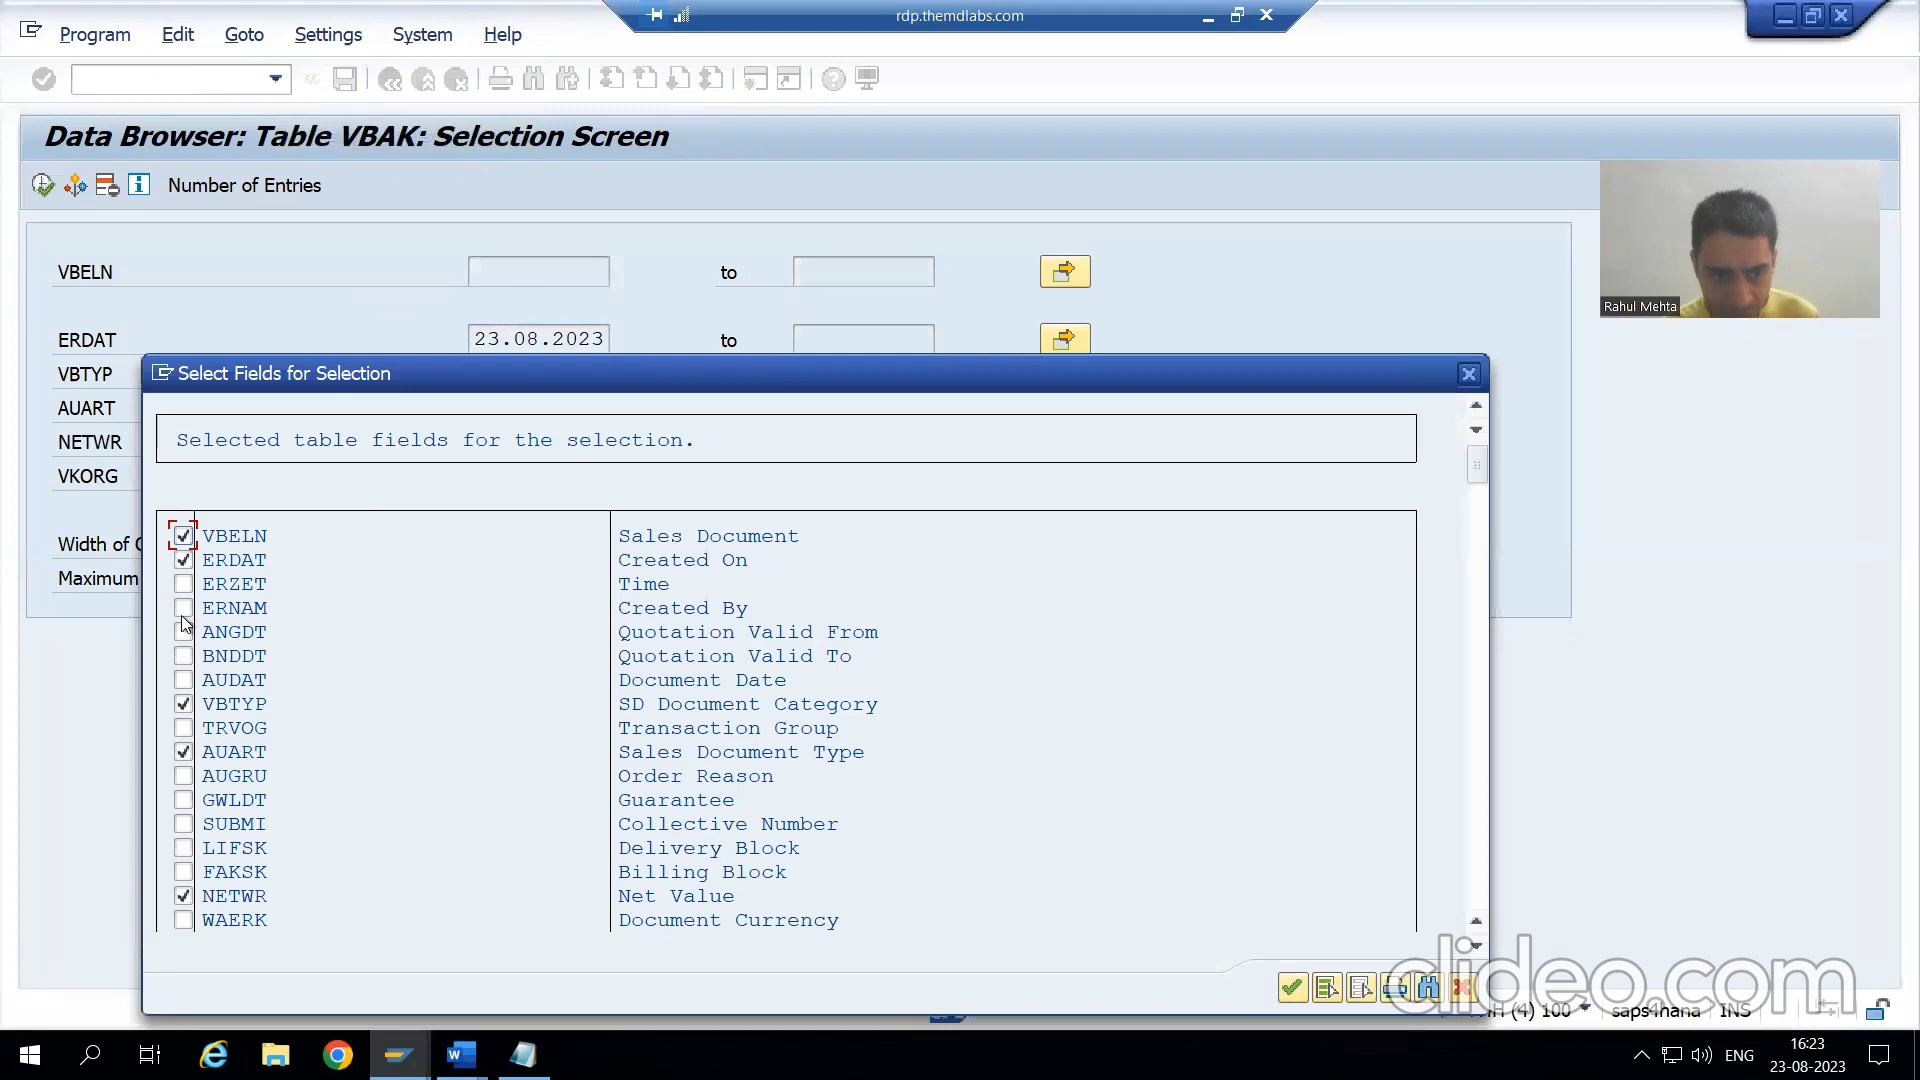 rdp.themdlabs.com
Program Edit Goto Settings System Help
Data Browser: Table VBAK: Selection Screen
Number of Entries
VBELN to
ERDAT 23.08.2023 to
VBTYP
AUART
NETWR
VKORG
Width of
Maximum
Rahul Mehta
Select Fields for Selection
Selected table fields for the selection.
VBELN Sales Document
ERDAT Created On
ERZET Time
ERNAM Created By
ANGDT Quotation Valid From
BNDDT Quotation Valid To
AUDAT Document Date
VBTYP SD Document Category
TRVOG Transaction Group
AUART Sales Document Type
AUGRU Order Reason
GWLDT Guarantee
SUBMI Collective Number
LIFSK Delivery Block
FAKSK Billing Block
NETWR Net Value
WAERK Document Currency
clideo.com
(4) 100 saps4hana INS
ENG
16:23
23-08-2023